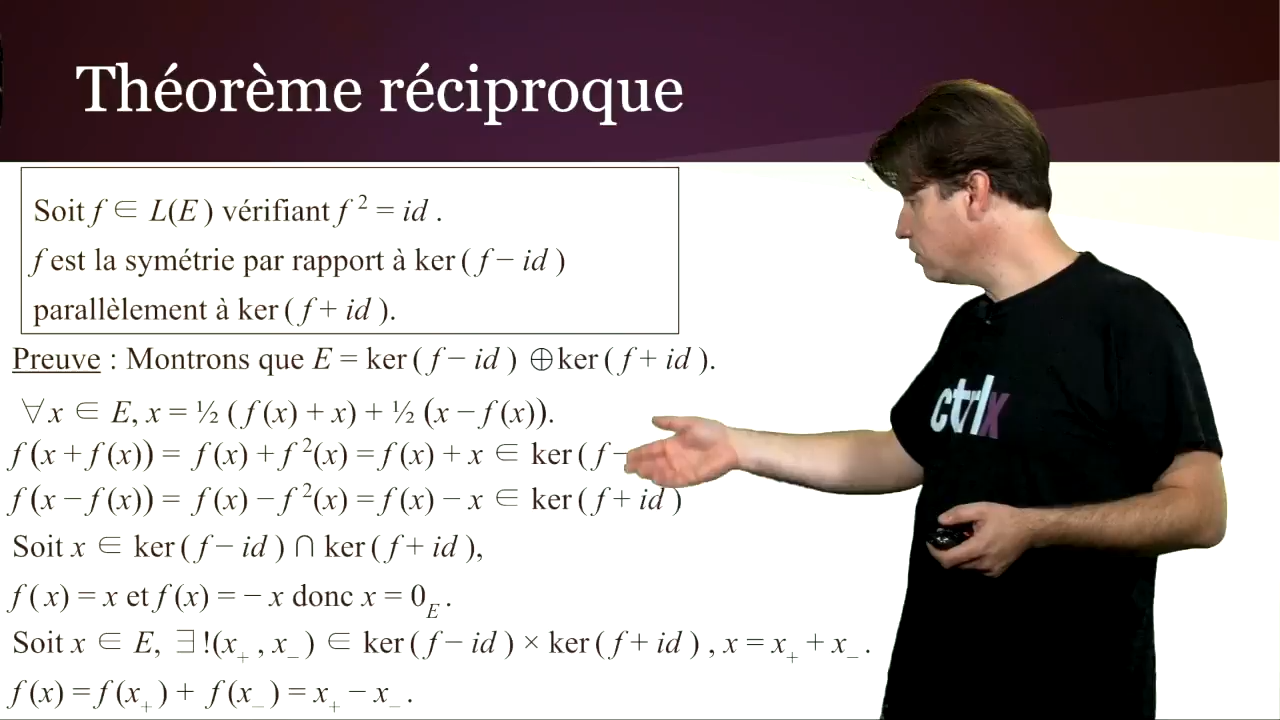 Théorème réciproque
Soit f ∈ L(E) vérifiant f² = id.
f est la symétrie par rapport à ker(f − id)
parallèlement à ker(f + id).
Preuve : Montrons que E = ker(f − id) ⊕ ker(f + id).
∀x ∈ E, x = ½ (f(x) + x) + ½ (x − f(x)).
f(x + f(x)) = f(x) + f²(x) = f(x) + x ∈ ker(f −
f(x − f(x)) = f(x) − f²(x) = f(x) − x ∈ ker(f + id)
Soit x ∈ ker(f − id) ∩ ker(f + id),
f(x) = x et f(x) = − x donc x = 0_E.
Soit x ∈ E, ∃!(x₊, x₋) ∈ ker(f − id) × ker(f + id), x = x₊ + x₋.
f(x) = f(x₊) + f(x₋) = x₊ − x₋.
ctrlx